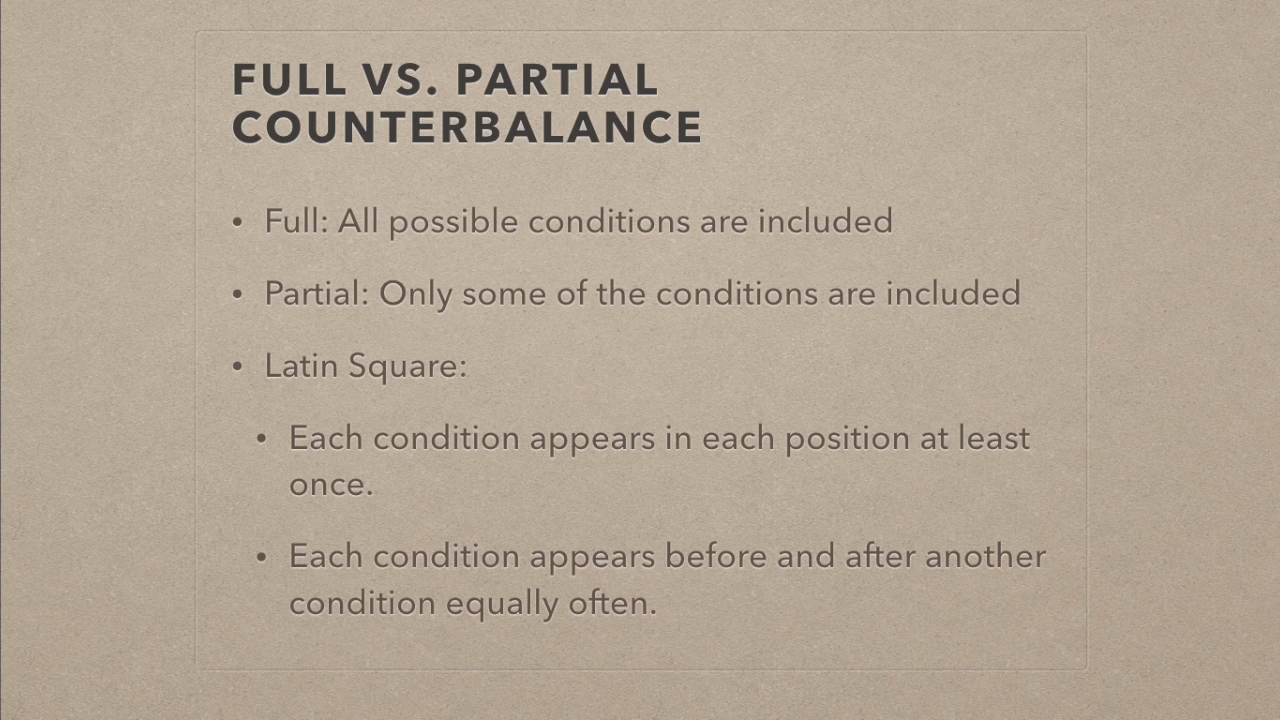 FULL VS. PARTIAL
COUNTERBALANCE
• Full: All possible conditions are included
• Partial: Only some of the conditions are included
• Latin Square:
• Each condition appears in each position at least
once.
• Each condition appears before and after another
condition equally often.